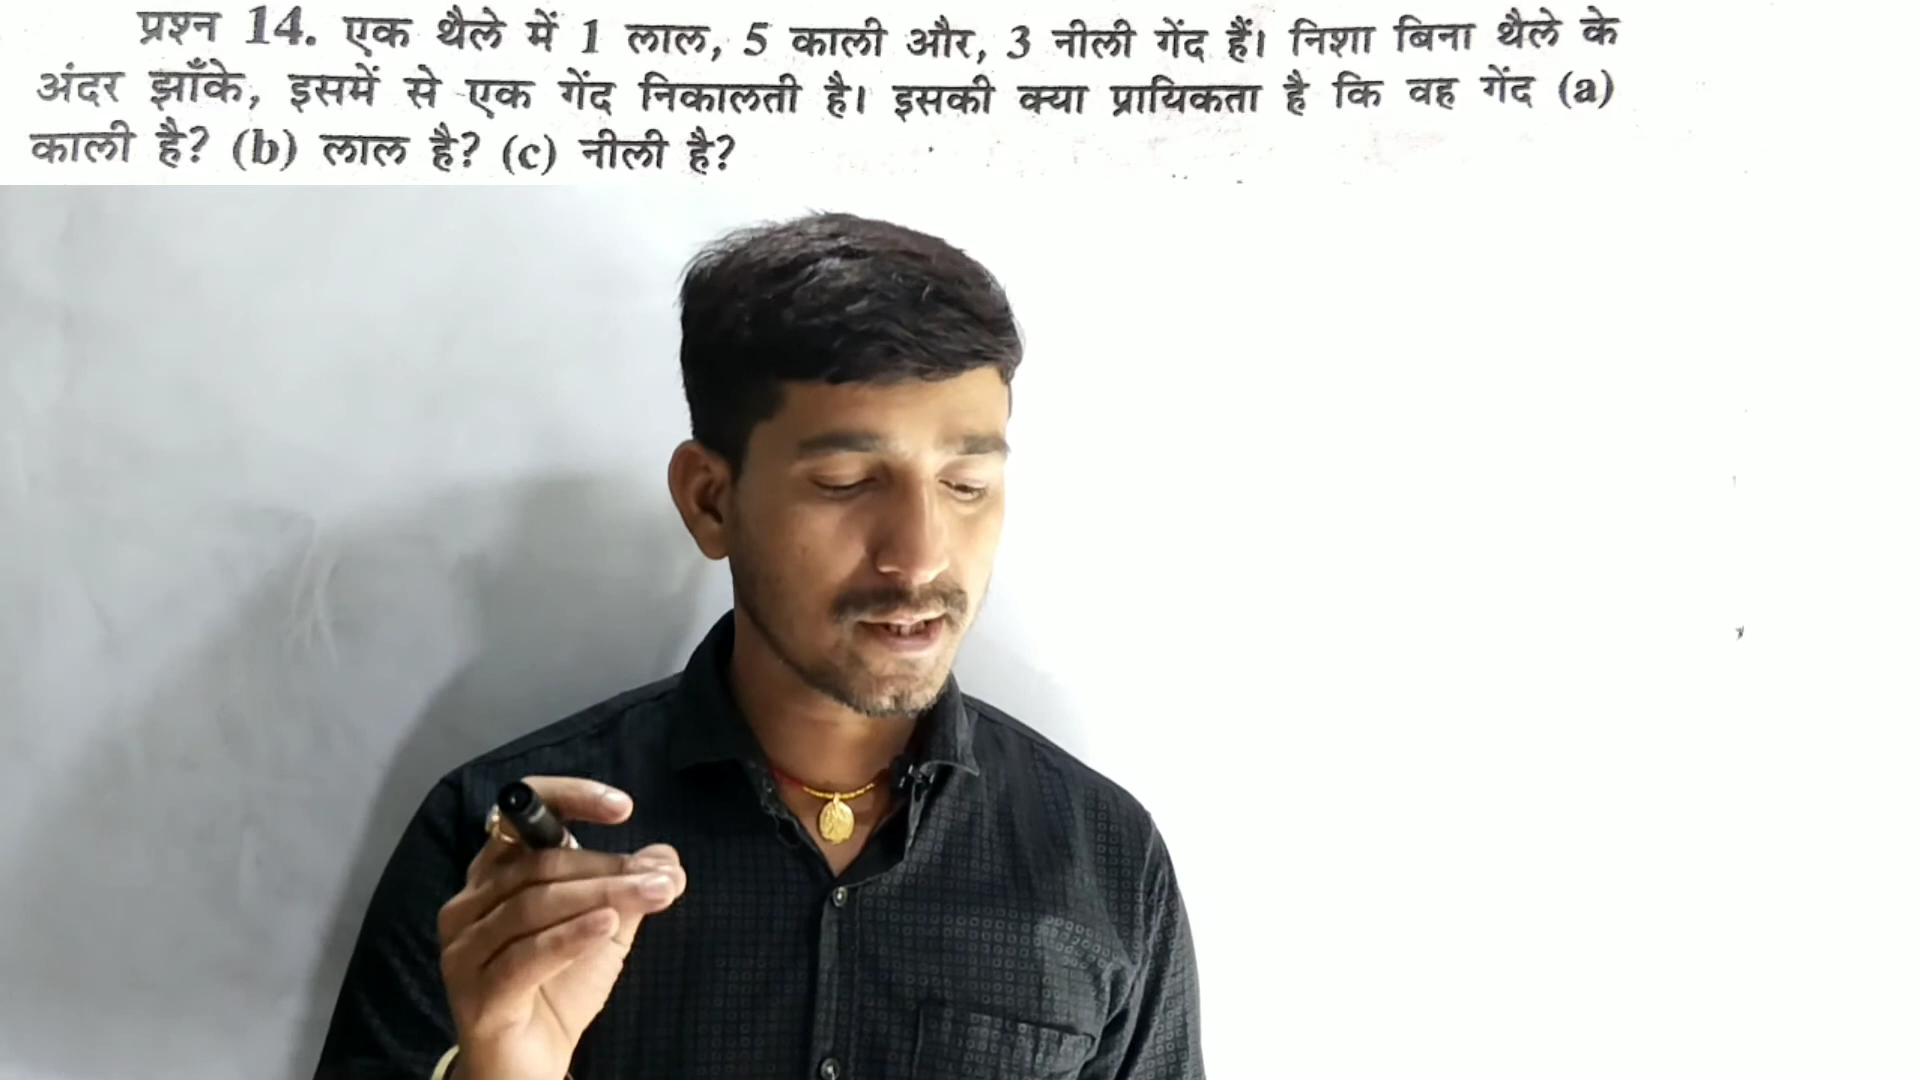 प्रश्न 14. एक थैले में 1 लाल, 5 काली और, 3 नीली गेंद हैं। निशा बिना थैले के
अंदर झाँके, इसमें से एक गेंद निकालती है। इसकी क्या प्रायिकता है कि वह गेंद (a)
काली है? (b) लाल है? (c) नीली है?